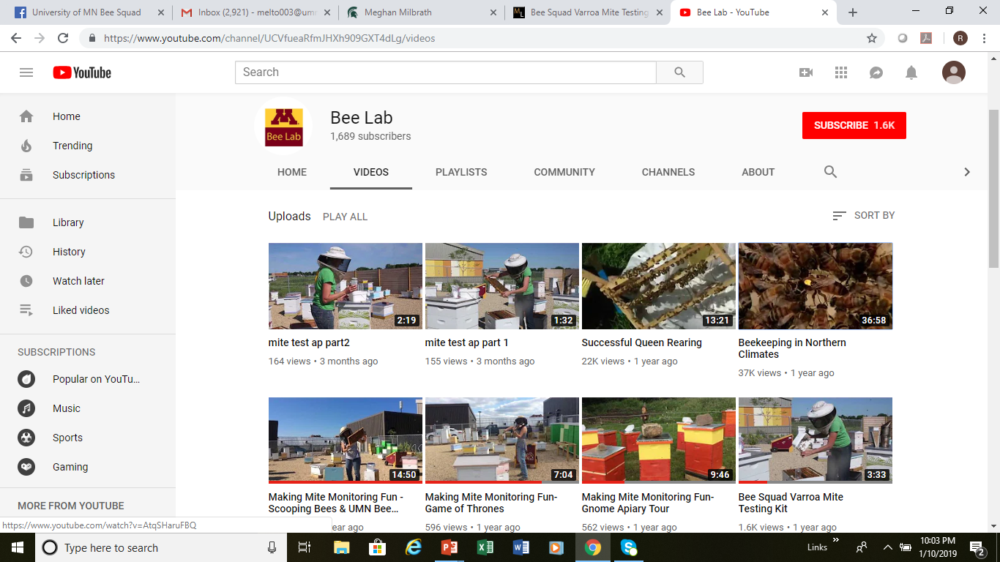 University of MN Bee Squad
Inbox (2,921) - melto003@umn
Meghan Milbrath
Bee Squad Varroa Mite Testing
Bee Lab - YouTube
https://www.youtube.com/channel/UCVfueaRfmJHXh909GXT4dLg/videos
R
YouTube
Search
Home
Trending
Subscriptions
Library
History
Watch later
Liked videos
SUBSCRIPTIONS
Popular on YouTu...
Music
Sports
Gaming
MORE FROM YOUTUBE
https://www.youtube.com/watch?v=AtqSHaruFBQ
M
Bee Lab
Bee Lab
1,689 subscribers
SUBSCRIBE 1.6K
HOME VIDEOS PLAYLISTS COMMUNITY CHANNELS ABOUT
Uploads PLAY ALL
SORT BY
2:19
mite test ap part2
164 views • 3 months ago
1:32
mite test ap part 1
155 views • 3 months ago
13:21
Successful Queen Rearing
22K views • 1 year ago
36:58
Beekeeping in Northern
Climates
37K views • 1 year ago
14:50
Making Mite Monitoring Fun -
Scooping Bees & UMN Bee...
year ago
7:04
Making Mite Monitoring Fun-
Game of Thrones
596 views • 1 year ago
9:46
Making Mite Monitoring Fun-
Gnome Apiary Tour
562 views • 1 year ago
3:33
Bee Squad Varroa Mite
Testing Kit
1.6K views • 1 year ago
Type here to search
Links
10:03 PM
1/10/2019
2